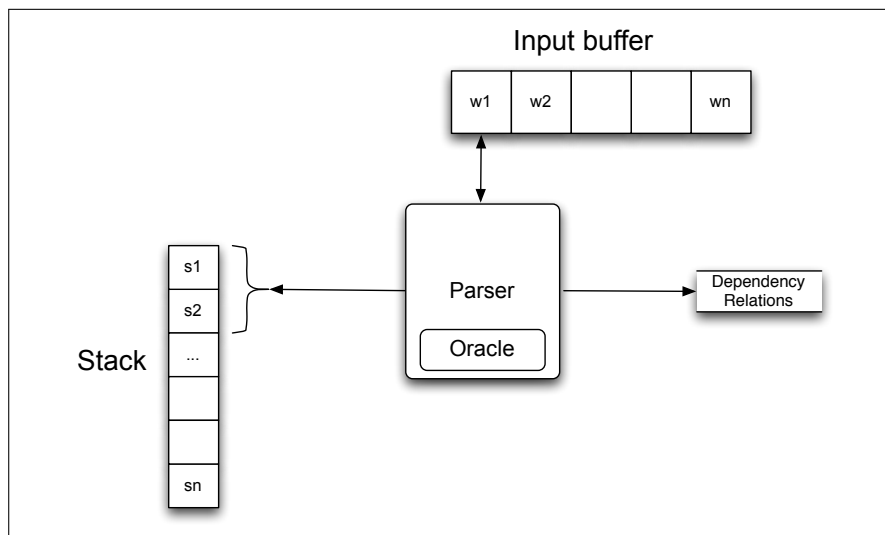 Input buffer
w1 w2 wn
s1
s2
...
sn
Stack
Parser
Oracle
Dependency
Relations